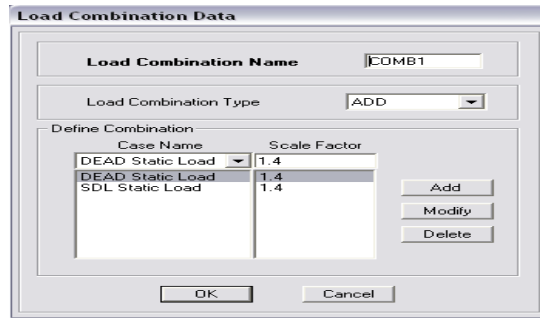 Load Combination Data
Load Combination Name COMB1
Load Combination Type ADD
Define Combination
Case Name Scale Factor
DEAD Static Load 1.4
DEAD Static Load 1.4
SDL Static Load 1.4
Add
Modify
Delete
OK Cancel